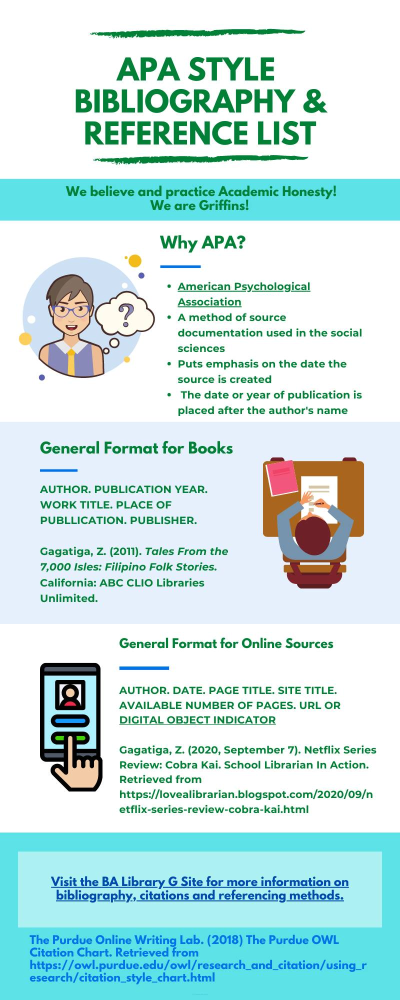 APA STYLE
BIBLIOGRAPHY &
REFERENCE LIST
We believe and practice Academic Honesty!
We are Griffins!
Why APA?
• American Psychological
Association
• A method of source
documentation used in the social
sciences
• Puts emphasis on the date the
source is created
• The date or year of publication is
placed after the author's name
?
General Format for Books
AUTHOR. PUBLICATION YEAR.
WORK TITLE. PLACE OF
PUBLLICATION. PUBLISHER.
Gagatiga, Z. (2011). Tales From the
7,000 Isles: Filipino Folk Stories.
California: ABC CLIO Libraries
Unlimited.
General Format for Online Sources
AUTHOR. DATE. PAGE TITLE. SITE TITLE.
AVAILABLE NUMBER OF PAGES. URL OR
DIGITAL OBJECT INDICATOR
Gagatiga, Z. (2020, September 7). Netflix Series
Review: Cobra Kai. School Librarian In Action.
Retrieved from
https://lovealibrarian.blogspot.com/2020/09/n
etflix-series-review-cobra-kai.html
Visit the BA Library G Site for more information on
bibliography, citations and referencing methods.
The Purdue Online Writing Lab. (2018) The Purdue OWL
Citation Chart. Retrieved from
https://owl.purdue.edu/owl/research_and_citation/using_r
esearch/citation_style_chart.html